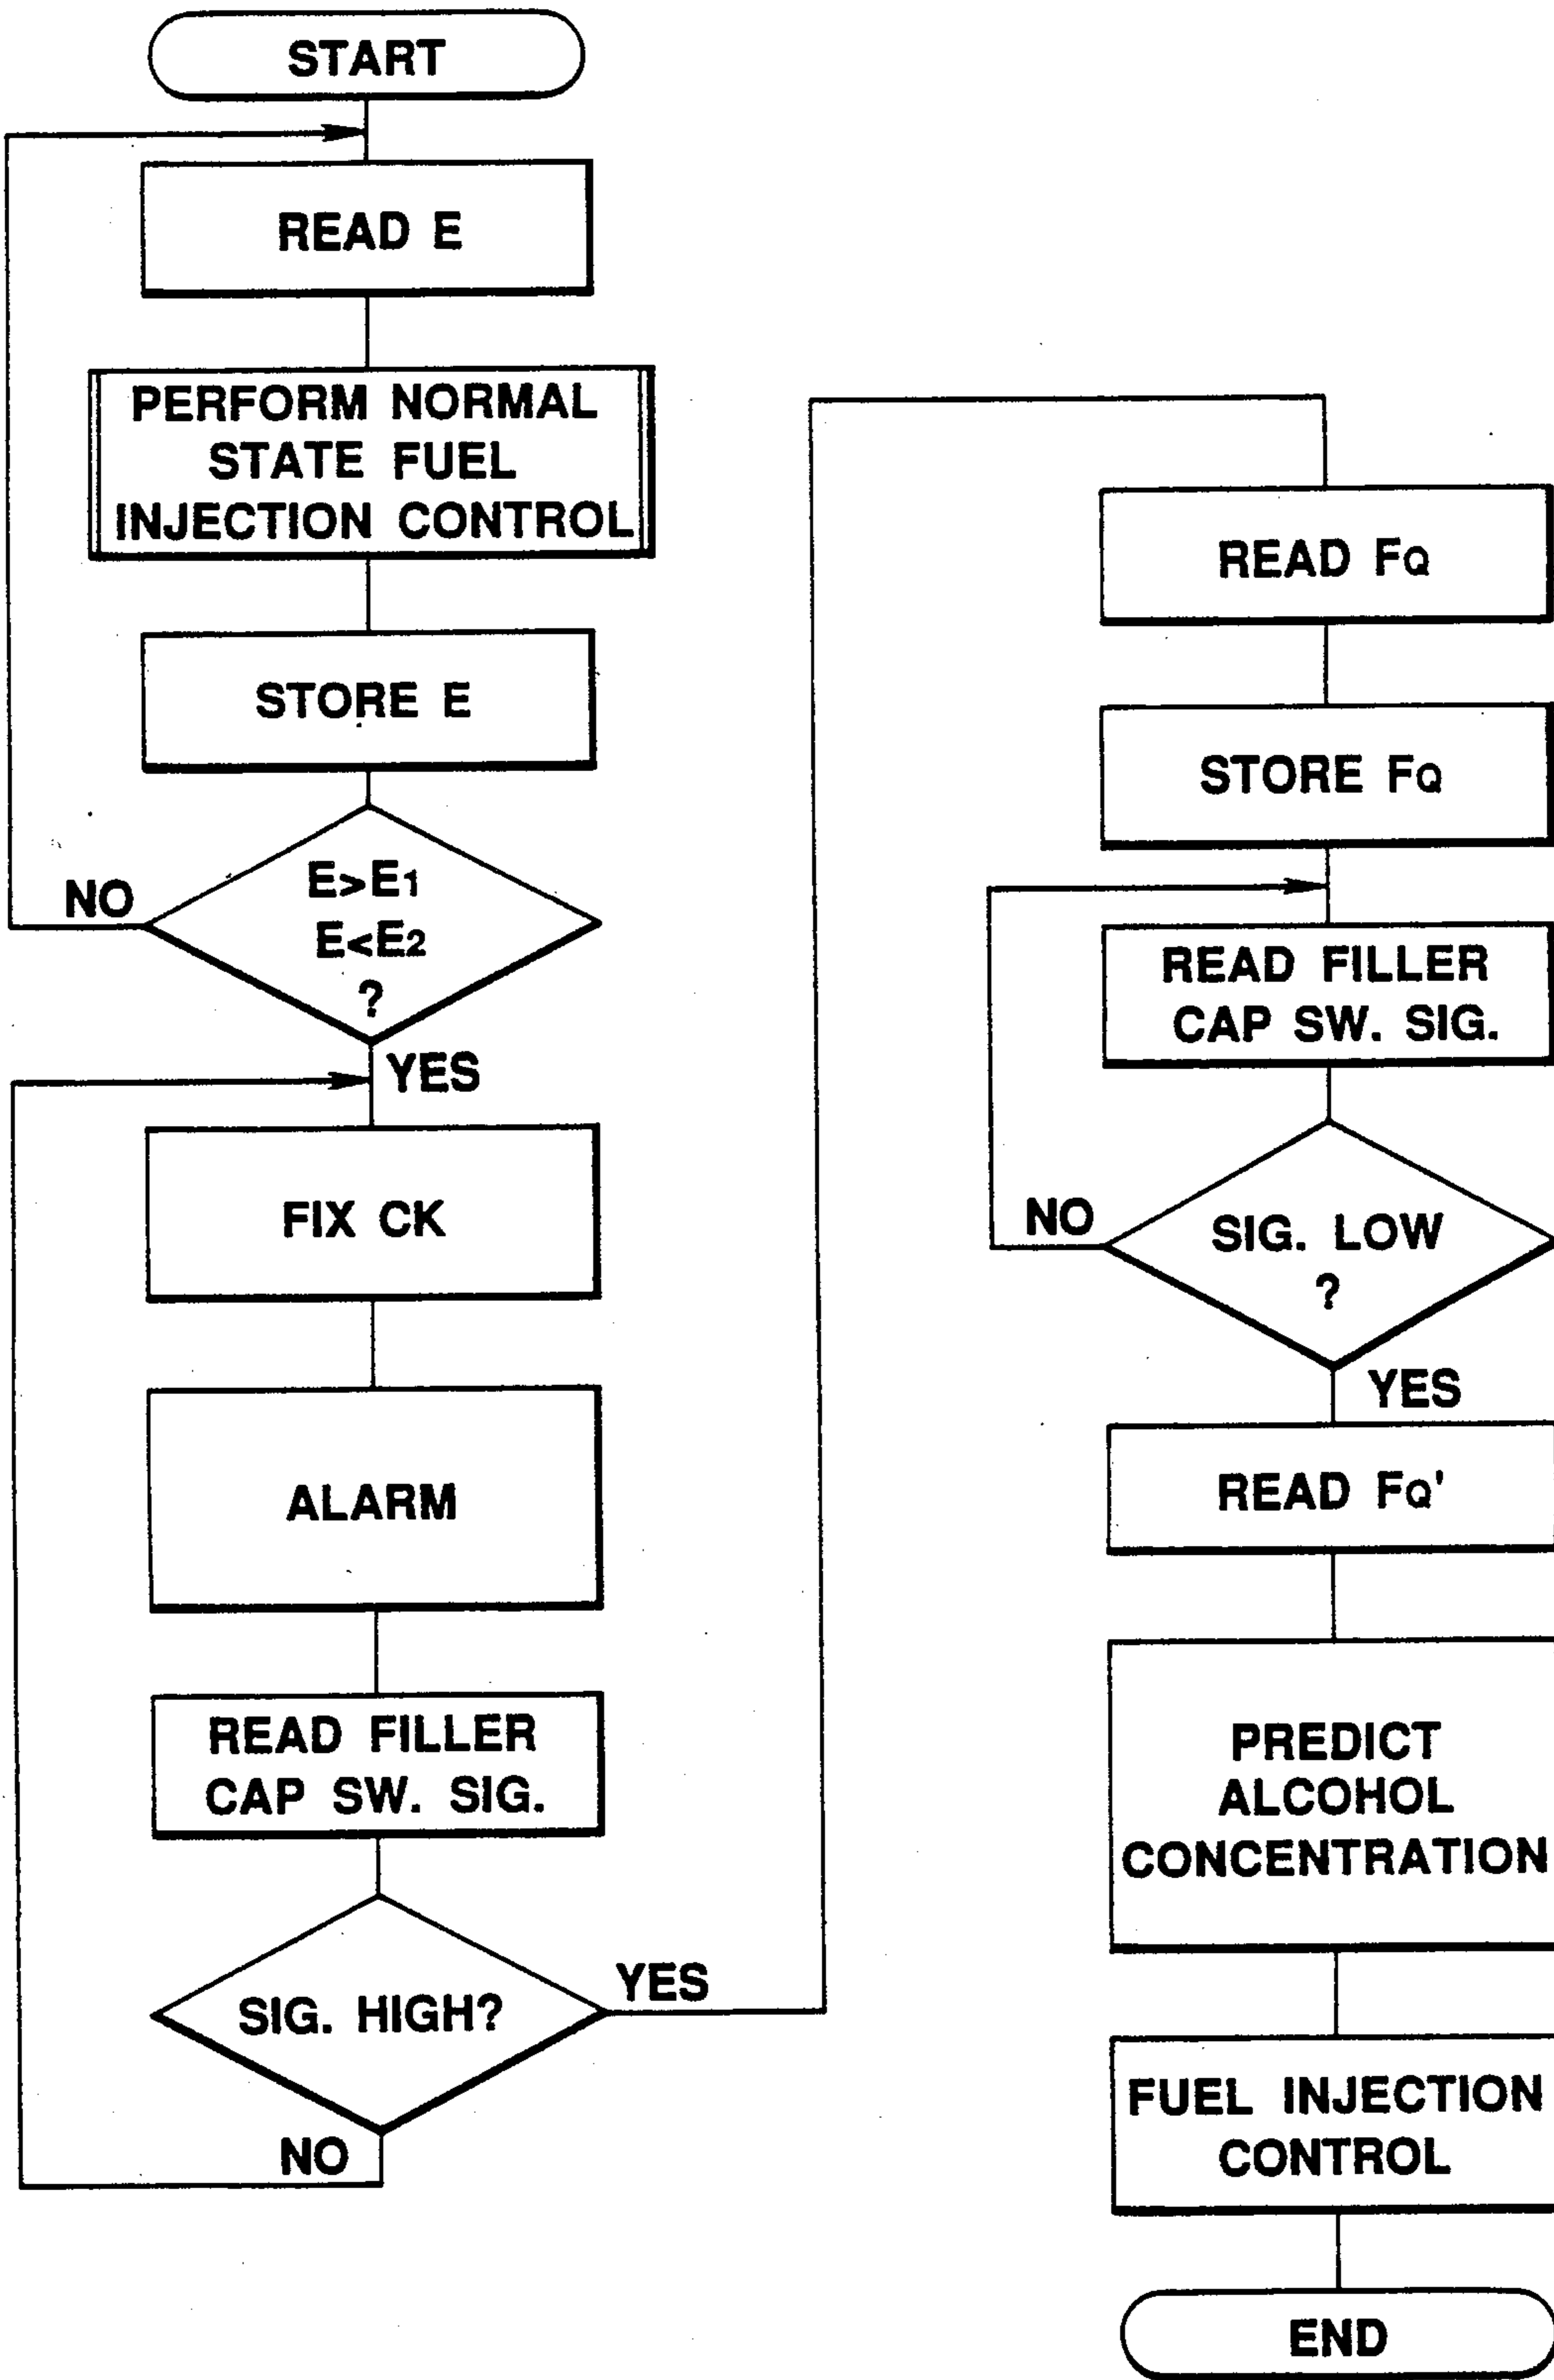 START
READ E
PERFORM NORMAL
STATE FUEL
INJECTION CONTROL
STORE E
E>E1
E<E2
?
NO
YES
FIX CK
ALARM
READ FILLER
CAP SW. SIG.
SIG. HIGH?
YES
NO
READ FQ
STORE FQ
READ FILLER
CAP SW. SIG.
SIG. LOW
?
NO
YES
READ FQ'
PREDICT
ALCOHOL
CONCENTRATION
FUEL INJECTION
CONTROL
END